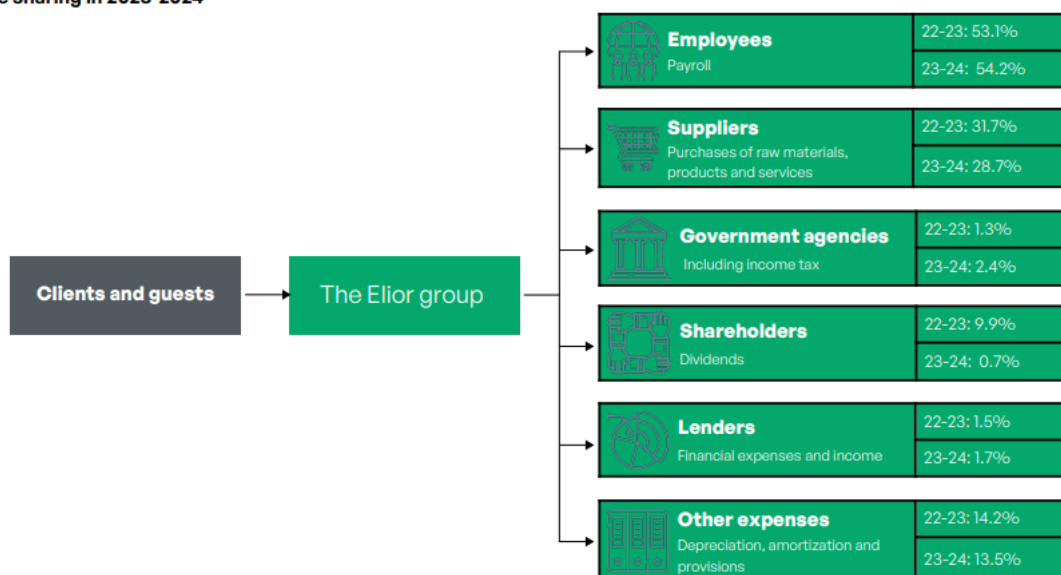 sharing in 2023-2024
Clients and guests
The Elior group
Employees
Payroll
22-23: 53.1%
23-24: 54.2%
Suppliers
Purchases of raw materials,
products and services
22-23: 31.7%
23-24: 28.7%
Government agencies
Including income tax
22-23: 1.3%
23-24: 2.4%
Shareholders
Dividends
22-23: 9.9%
23-24: 0.7%
Lenders
Financial expenses and income
22-23: 1.5%
23-24: 1.7%
Other expenses
Depreciation, amortization and
provisions
22-23: 14.2%
23-24: 13.5%